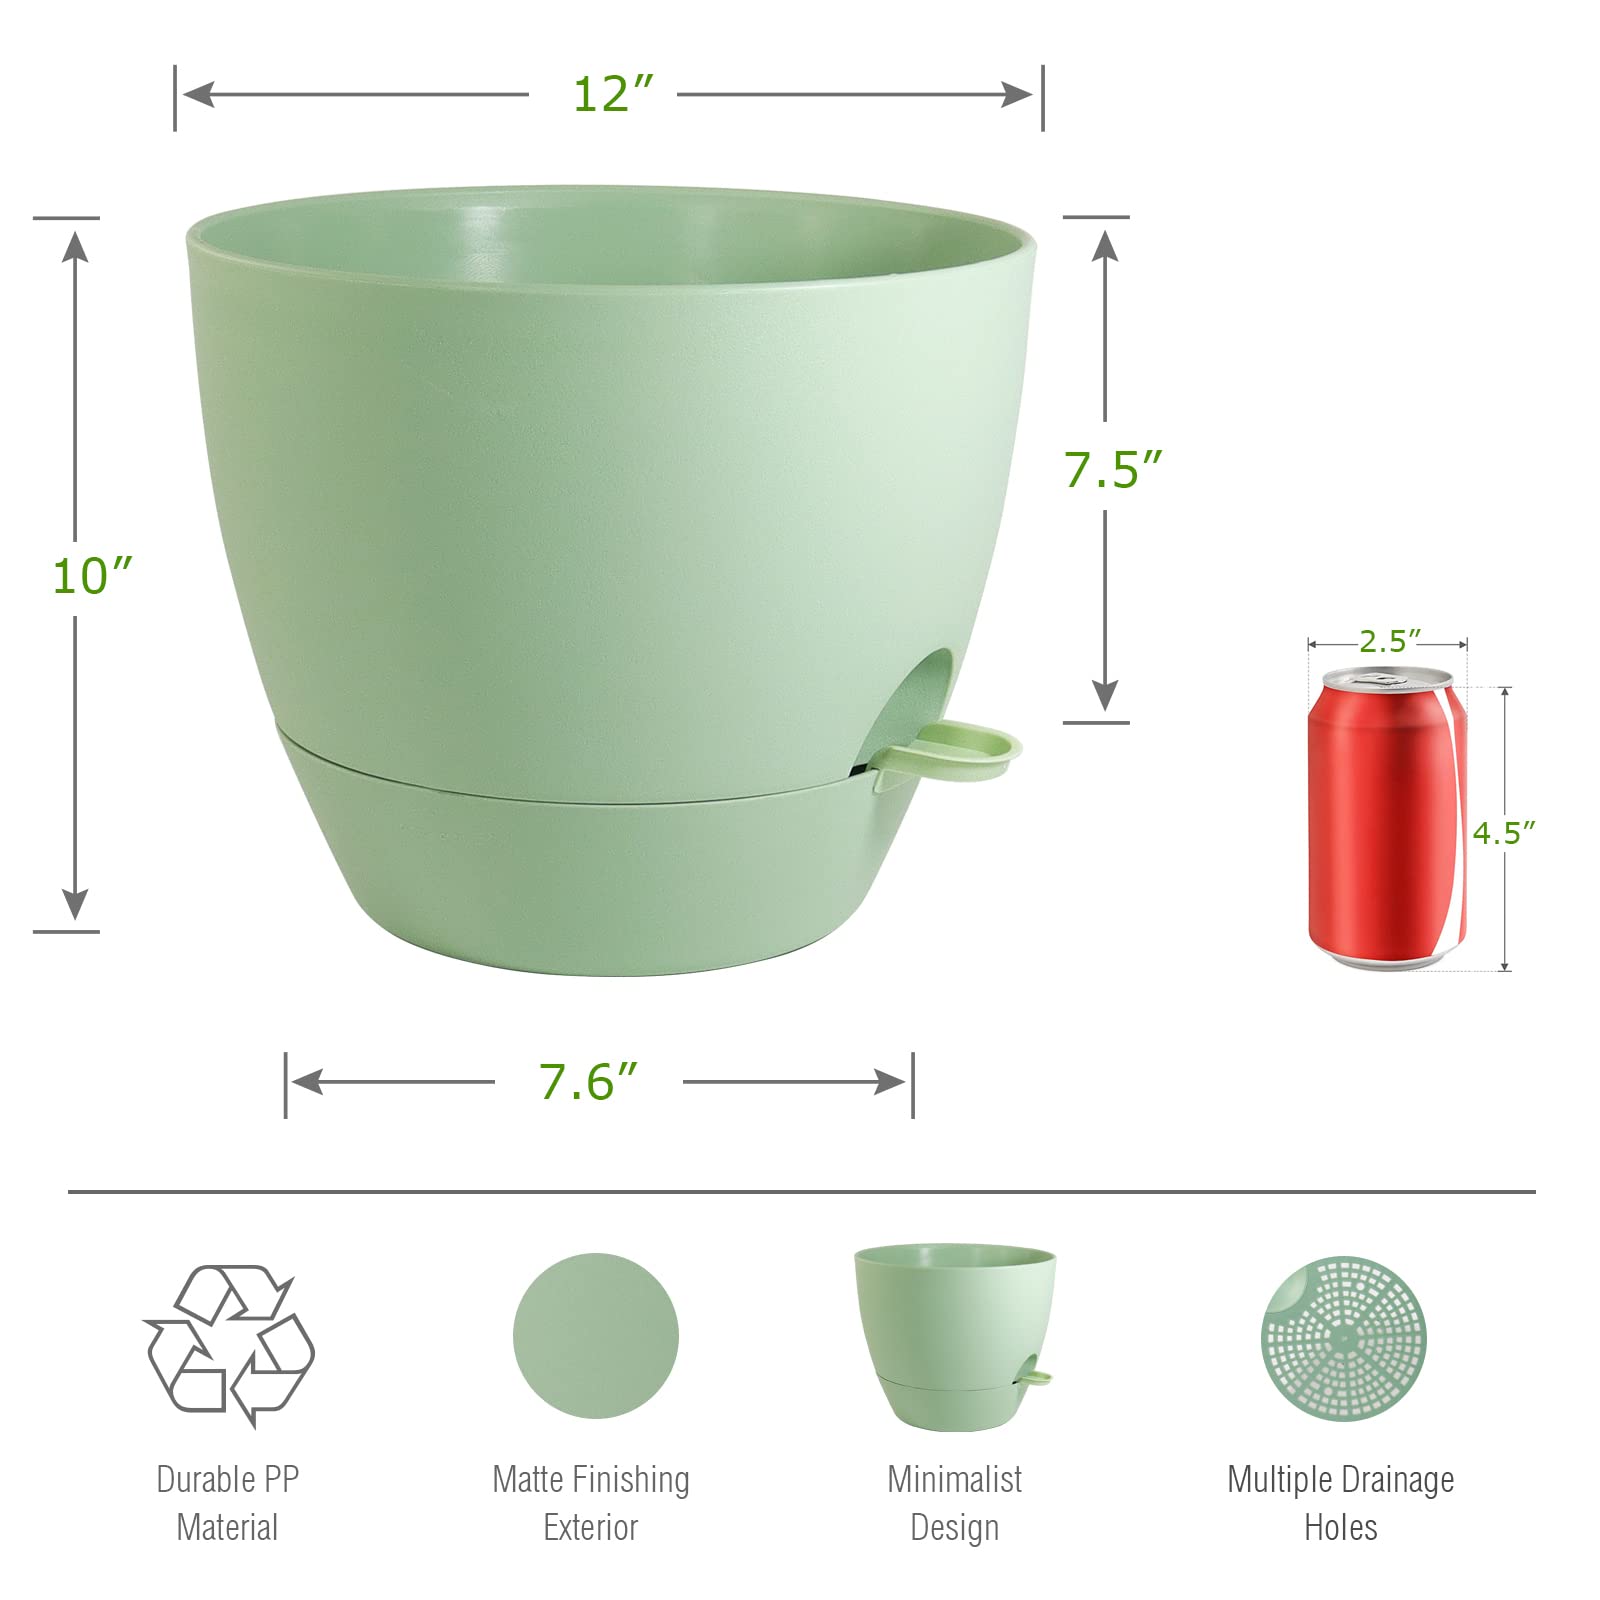 12”
10”
7.5”
2.5”
4.5”
7.6”
Durable PP
Material
Matte Finishing
Exterior
Minimalist
Design
Multiple Drainage
Holes